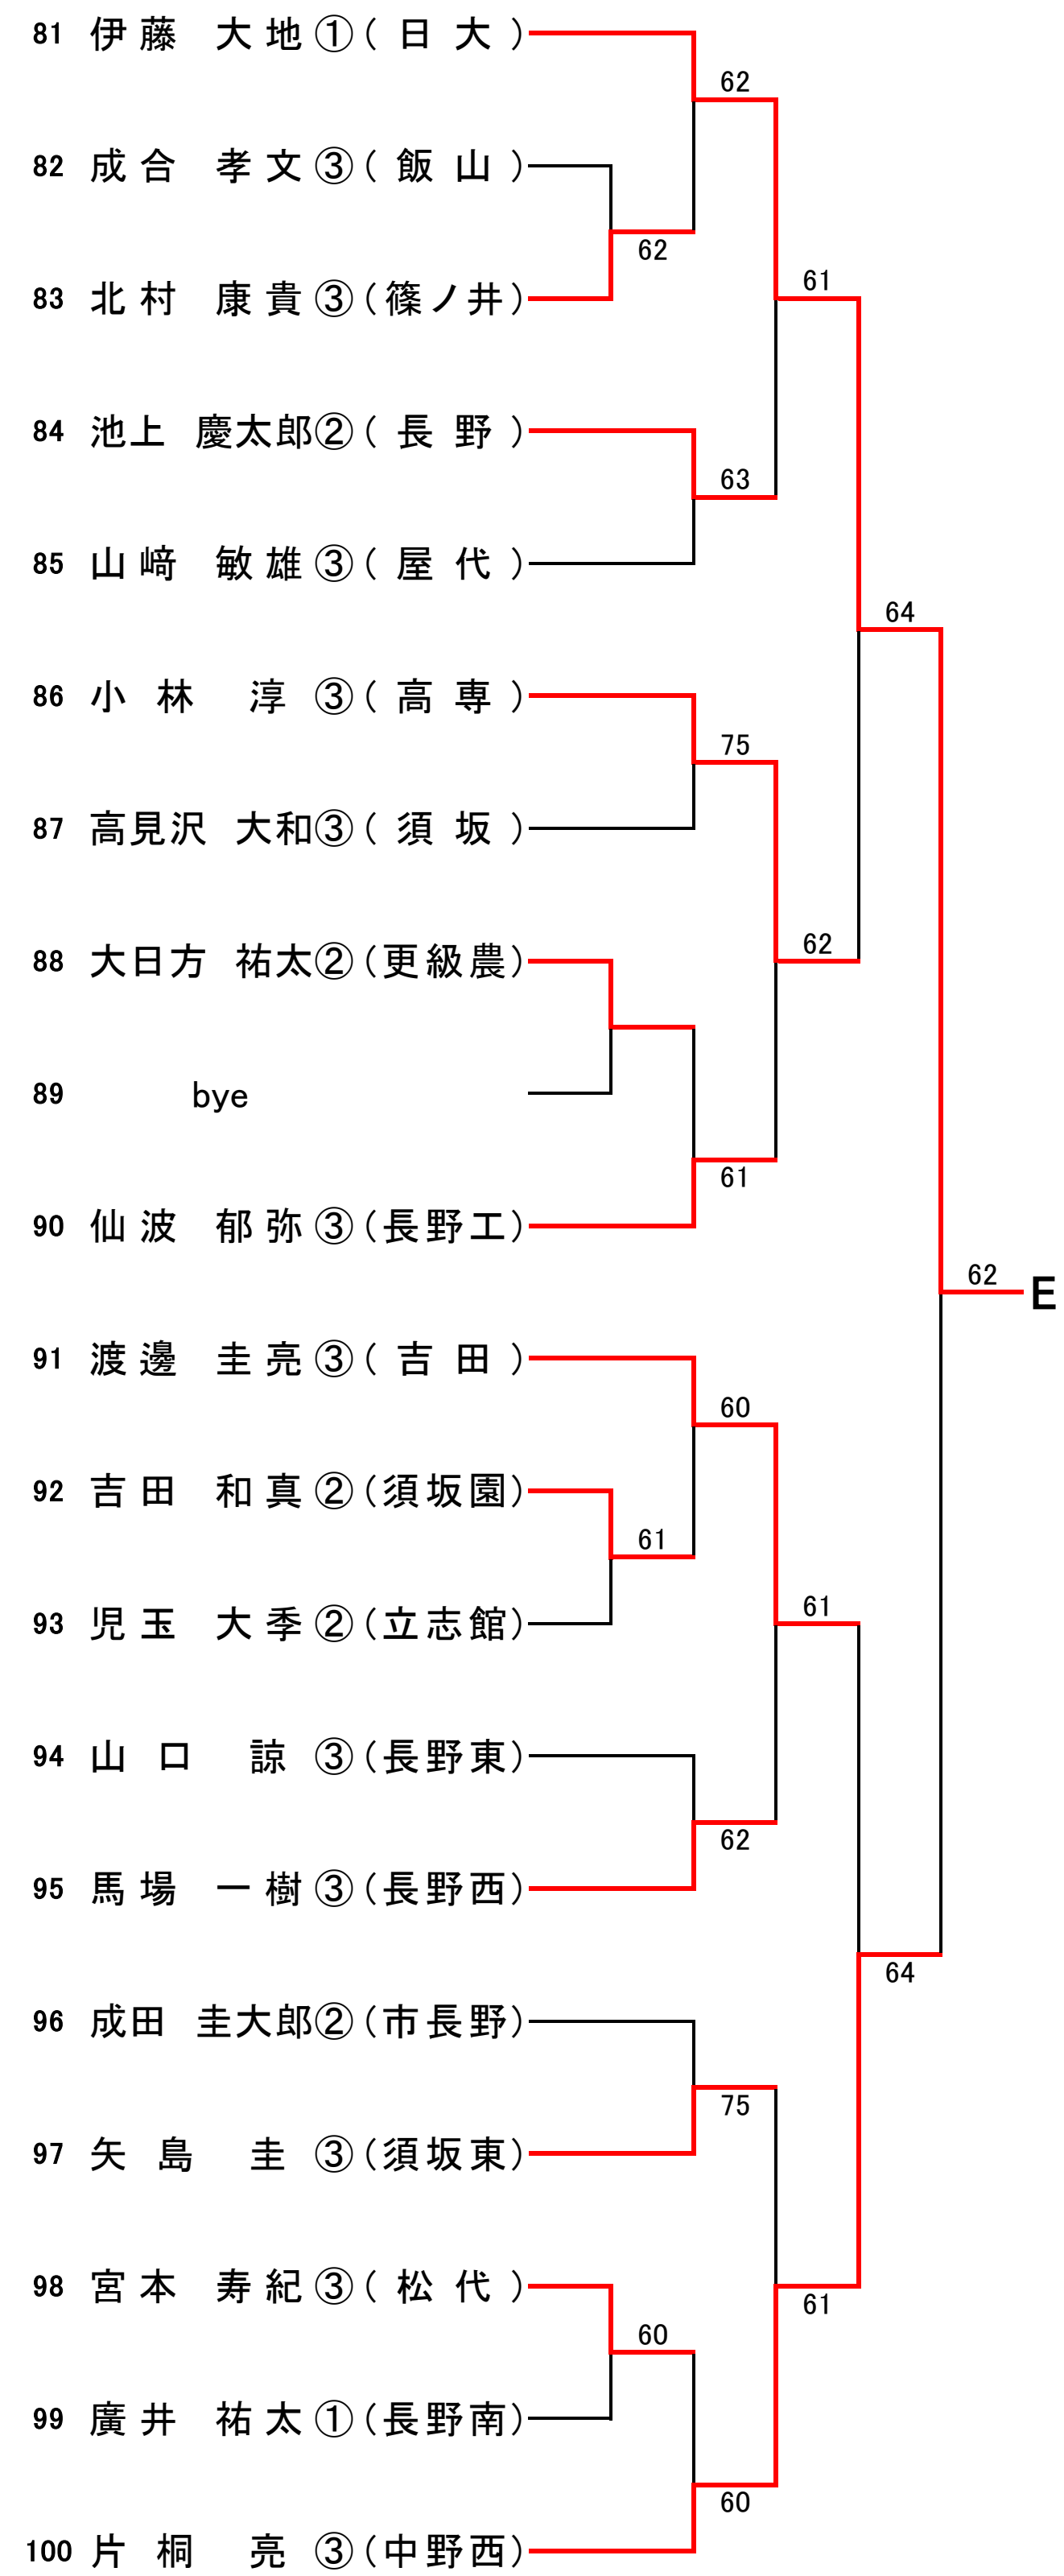 81 伊藤 大地①(日大)
62
82 成合 孝文③(飯山)
62
83 北村 康貴③(篠ノ井)
61
84 池上 慶太郎②(長野)
63
85 山﨑 敏雄③(屋代)
64
86 小林 淳③(高専)
75
87 高見沢 大和③(須坂)
62
88 大日方 祐太②(更級農)
89 bye
61
90 仙波 郁弥③(長野工)
62 E
91 渡邊 圭亮③(吉田)
60
92 吉田 和真②(須坂園)
61
93 児玉 大季②(立志館)
61
94 山口 諒③(長野東)
62
95 馬場 一樹③(長野西)
64
96 成田 圭大郎②(市長野)
75
97 矢島 圭③(須坂東)
98 宮本 寿紀③(松代)
61
60
99 廣井 祐太①(長野南)
60
100 片桐 亮③(中野西)